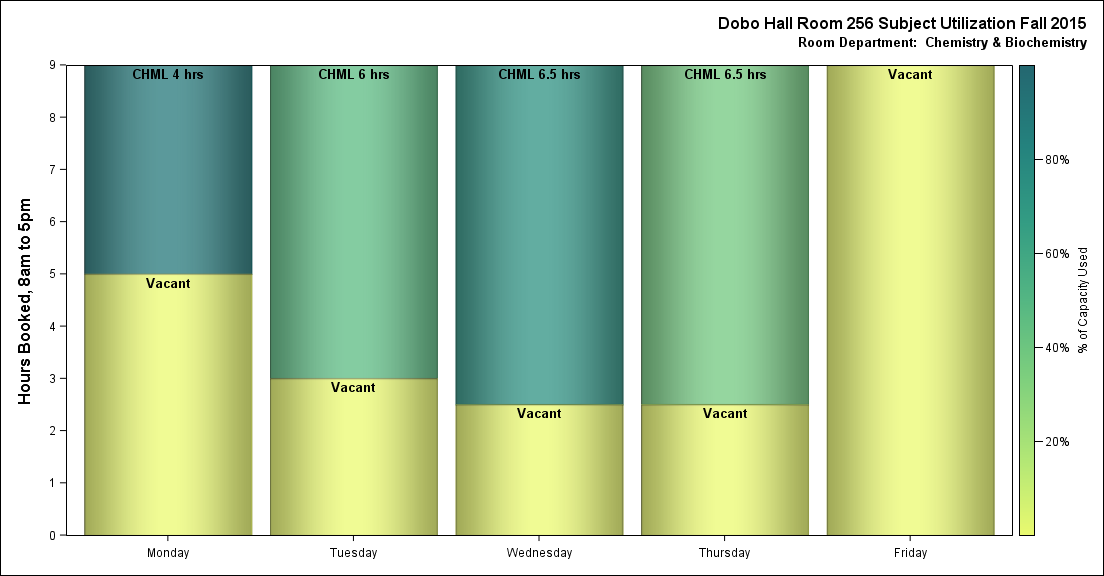 Dobo Hall Room 256 Subject Utilization Fall 2015
Room Department:  Chemistry & Biochemistry
Hours Booked, 8am to 5pm
9
8
7
6
5
4
3
2
1
0
CHML 4 hrs
Vacant
CHML 6 hrs
Vacant
CHML 6.5 hrs
Vacant
CHML 6.5 hrs
Vacant
Vacant
Monday
Tuesday
Wednesday
Thursday
Friday
80%
60%
40%
20%
% of Capacity Used